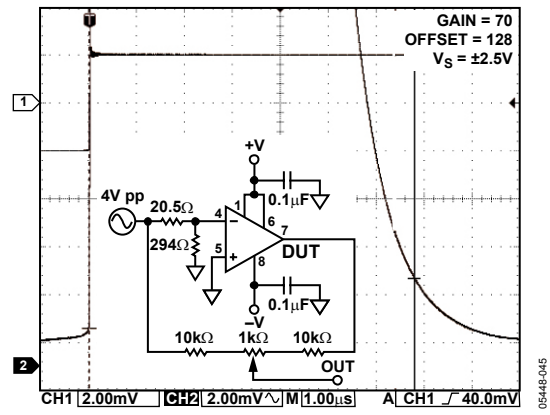 T
GAIN = 70
OFFSET = 128
VS = ±2.5V
1
+V
4V pp
20.5Ω
0.1µF
1
4
−
6
7
294Ω
5
+
8
DUT
0.1µF
−V
10kΩ
1kΩ
10kΩ
OUT
2
CH1 2.00mV CH2 2.00mV∿ M 1.00µs A CH1 ∫ 40.0mV
05448-045